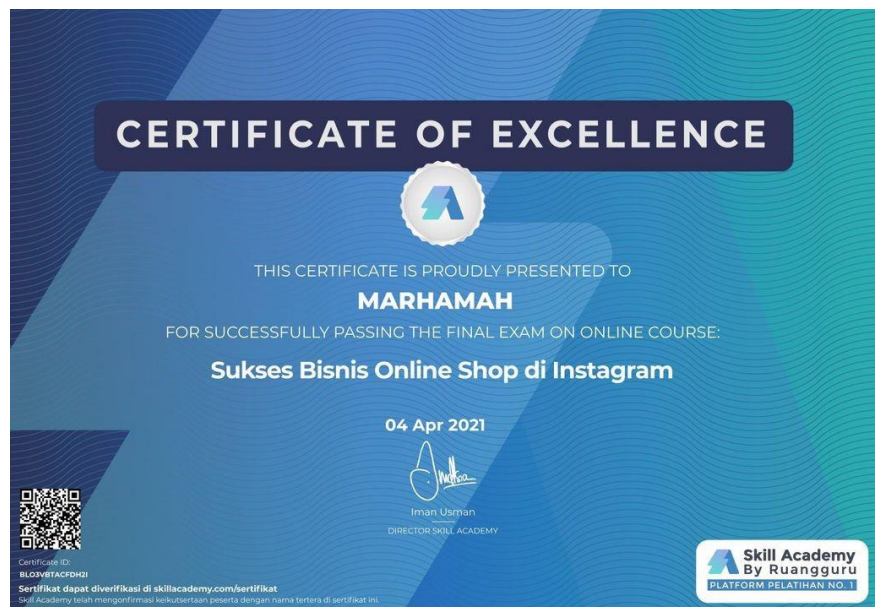 CERTIFICATE OF EXCELLENCE
THIS CERTIFICATE IS PROUDLY PRESENTED TO
MARHAMAH
FOR SUCCESSFULLY PASSING THE FINAL EXAM ON ONLINE COURSE:
Sukses Bisnis Online Shop di Instagram
04 Apr 2021
Iman Usman
DIRECTOR SKILL ACADEMY
Certificate ID:
BLO3VBTACFDH2I
Sertifikat dapat diverifikasi di skillacademy.com/sertifikat
Skill Academy telah mengonfirmasi keikutsertaan peserta dengan nama tertera di sertifikat ini.
Skill Academy
By Ruangguru
PLATFORM PELATIHAN NO. 1